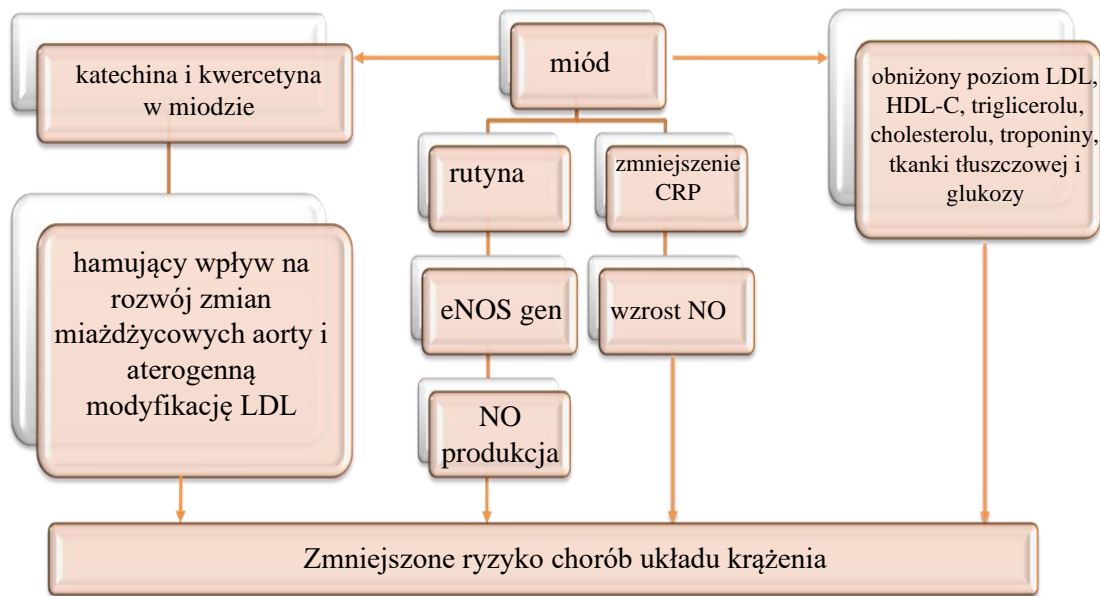 miód
katechina i kwercetyna
w miodzie
hamujący wpływ na
rozwój zmian
miażdżycowych aorty i
aterogenną
modyfikację LDL
rutyna
eNOS gen
NO
produkcja
zmniejszenie
CRP
wzrost NO
obniżony poziom LDL,
HDL-C, triglicerolu,
cholesterolu, troponiny,
tkanki tłuszczowej i
glukozy
Zmniejszone ryzyko chorób układu krążenia